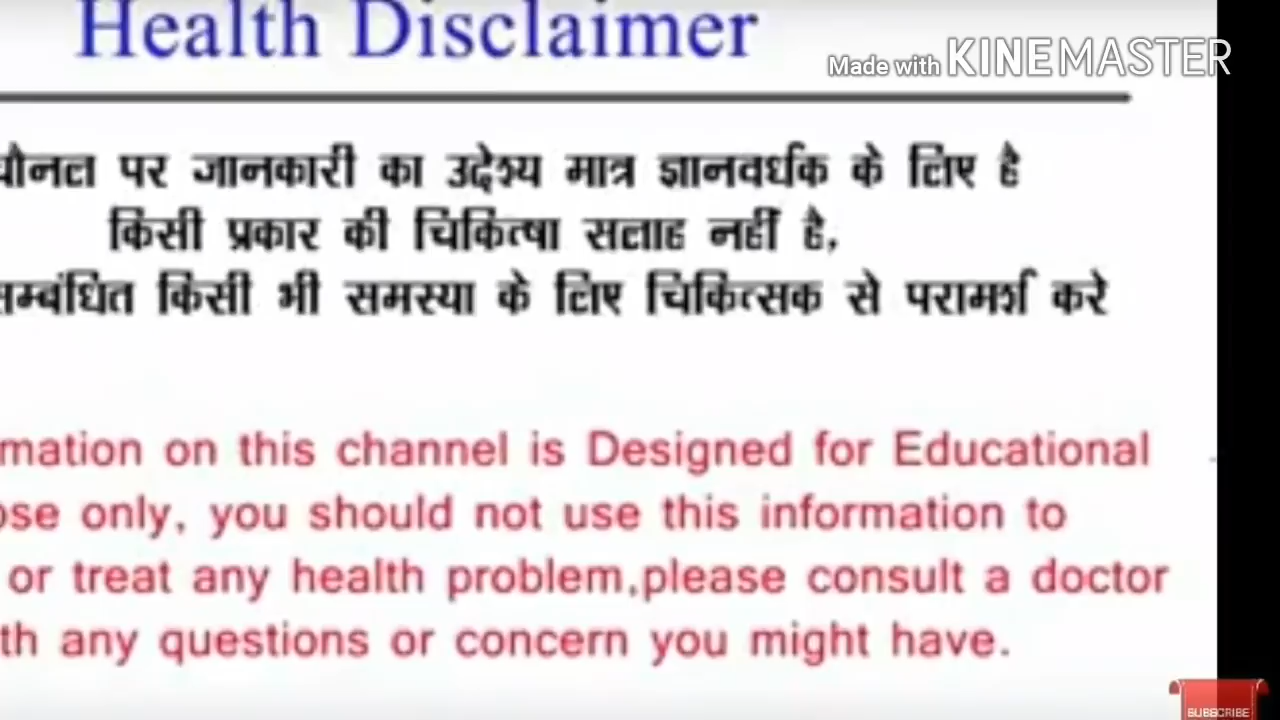 Health Disclaimer
Made with KINEMASTER
पर जानकारी का उद्देश्य मात्र ज्ञानवर्धक के लिए है
किसी प्रकार की चिकित्षा सलाह नहीं है,
सम्बंधित किसी भी समस्या के लिए चिकित्सक से परामर्श करे
mation on this channel is Designed for Educational
ose only, you should not use this information to
or treat any health problem,please consult a doctor
th any questions or concern you might have.
SUBSCRIBE